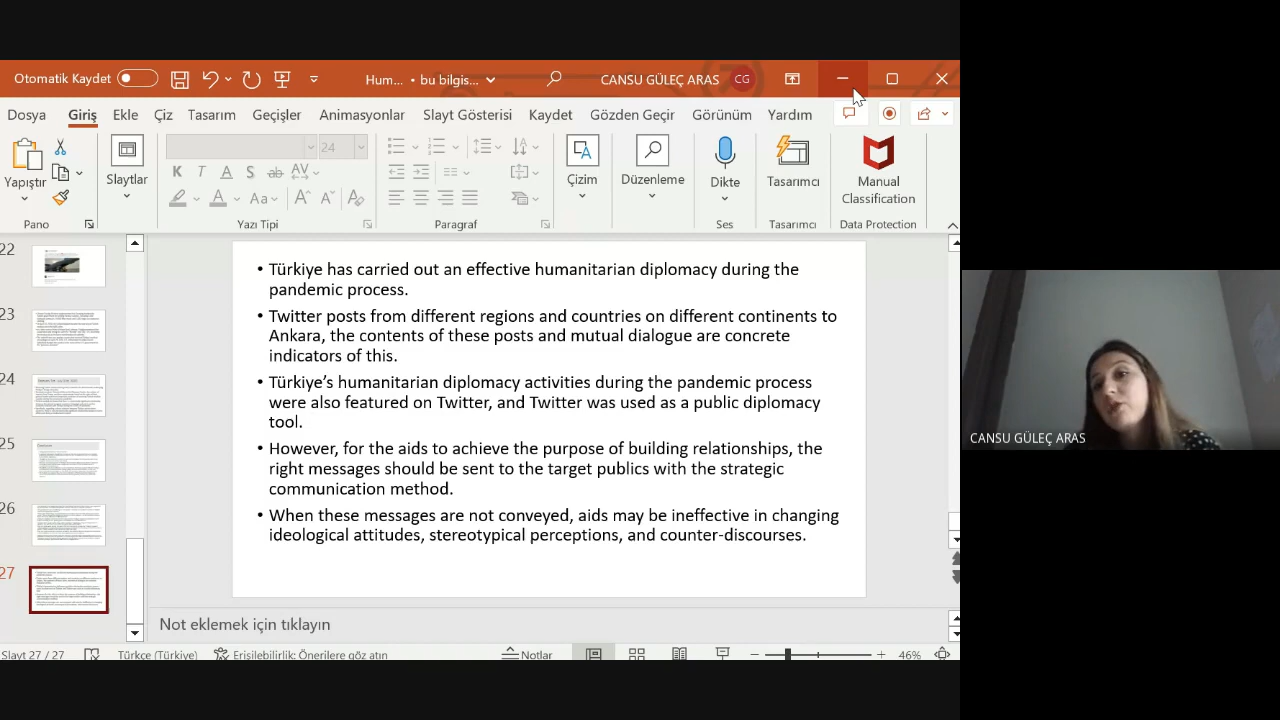 Otomatik Kaydet
Hum... • bu bilgis...
CANSU GÜLEÇ ARAS CG
Dosya Giriş Ekle Çiz Tasarım Geçişler Animasyonlar Slayt Gösterisi Kaydet Gözden Geçir Görünüm Yardım
24
K T A S ab AV
A Aa A A A
Yapıştır
Slaytlar
Çizim
Düzenleme
Dikte
Tasarımcı
Manual
Classification
Pano
Yazı Tipi
Paragraf
Ses
Tasarımcı
Data Protection
22
23
24
25
26
27
• Türkiye has carried out an effective humanitarian diplomacy during the
pandemic process.
• Twitter posts from different regions and countries on different continents to
Ankara, the contents of these posts and mutual dialogue are concrete
indicators of this.
• Türkiye's humanitarian diplomacy activities during the pandemic process
were also featured on Twitter, and Twitter was used as a public diplomacy
tool.
• However, for the aids to achieve the purpose of building relationships, the
right messages should be sent to the target publics with the strategic
communication method.
• When correct messages are not conveyed, aids may be ineffective in changing
ideological attitudes, stereotypical perceptions, and counter-discourses.
Not eklemek için tıklayın
Slayt 27 / 27
Türkçe (Türkiye)
Erişilebilirlik: Önerilere göz atın
Notlar
46%
CANSU GÜLEÇ ARAS